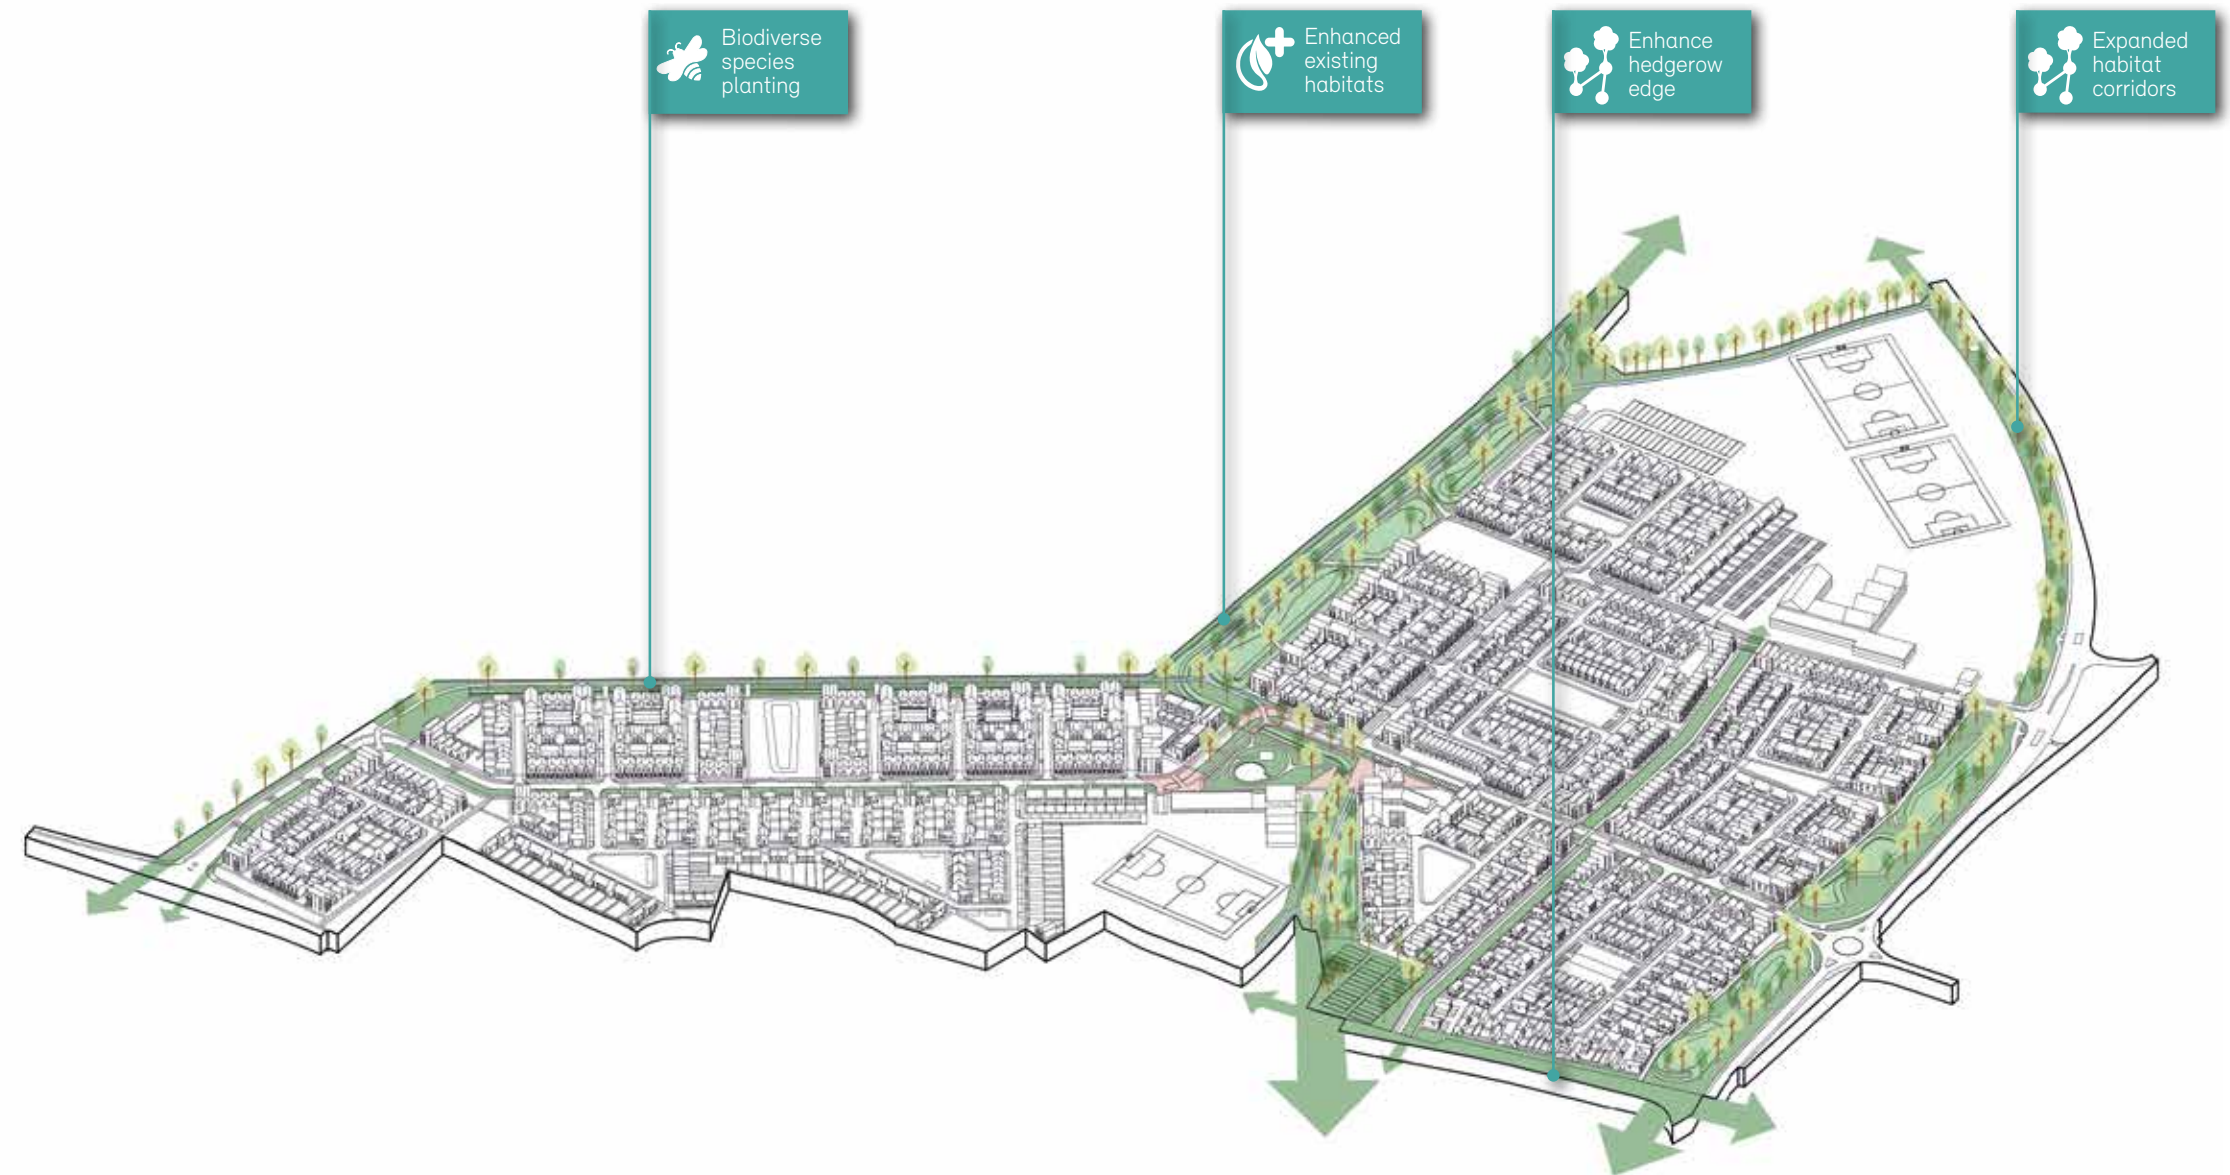 Biodiverse
species
planting
Enhanced
existing
habitats
Enhance
hedgerow
edge
Expanded
habitat
corridors